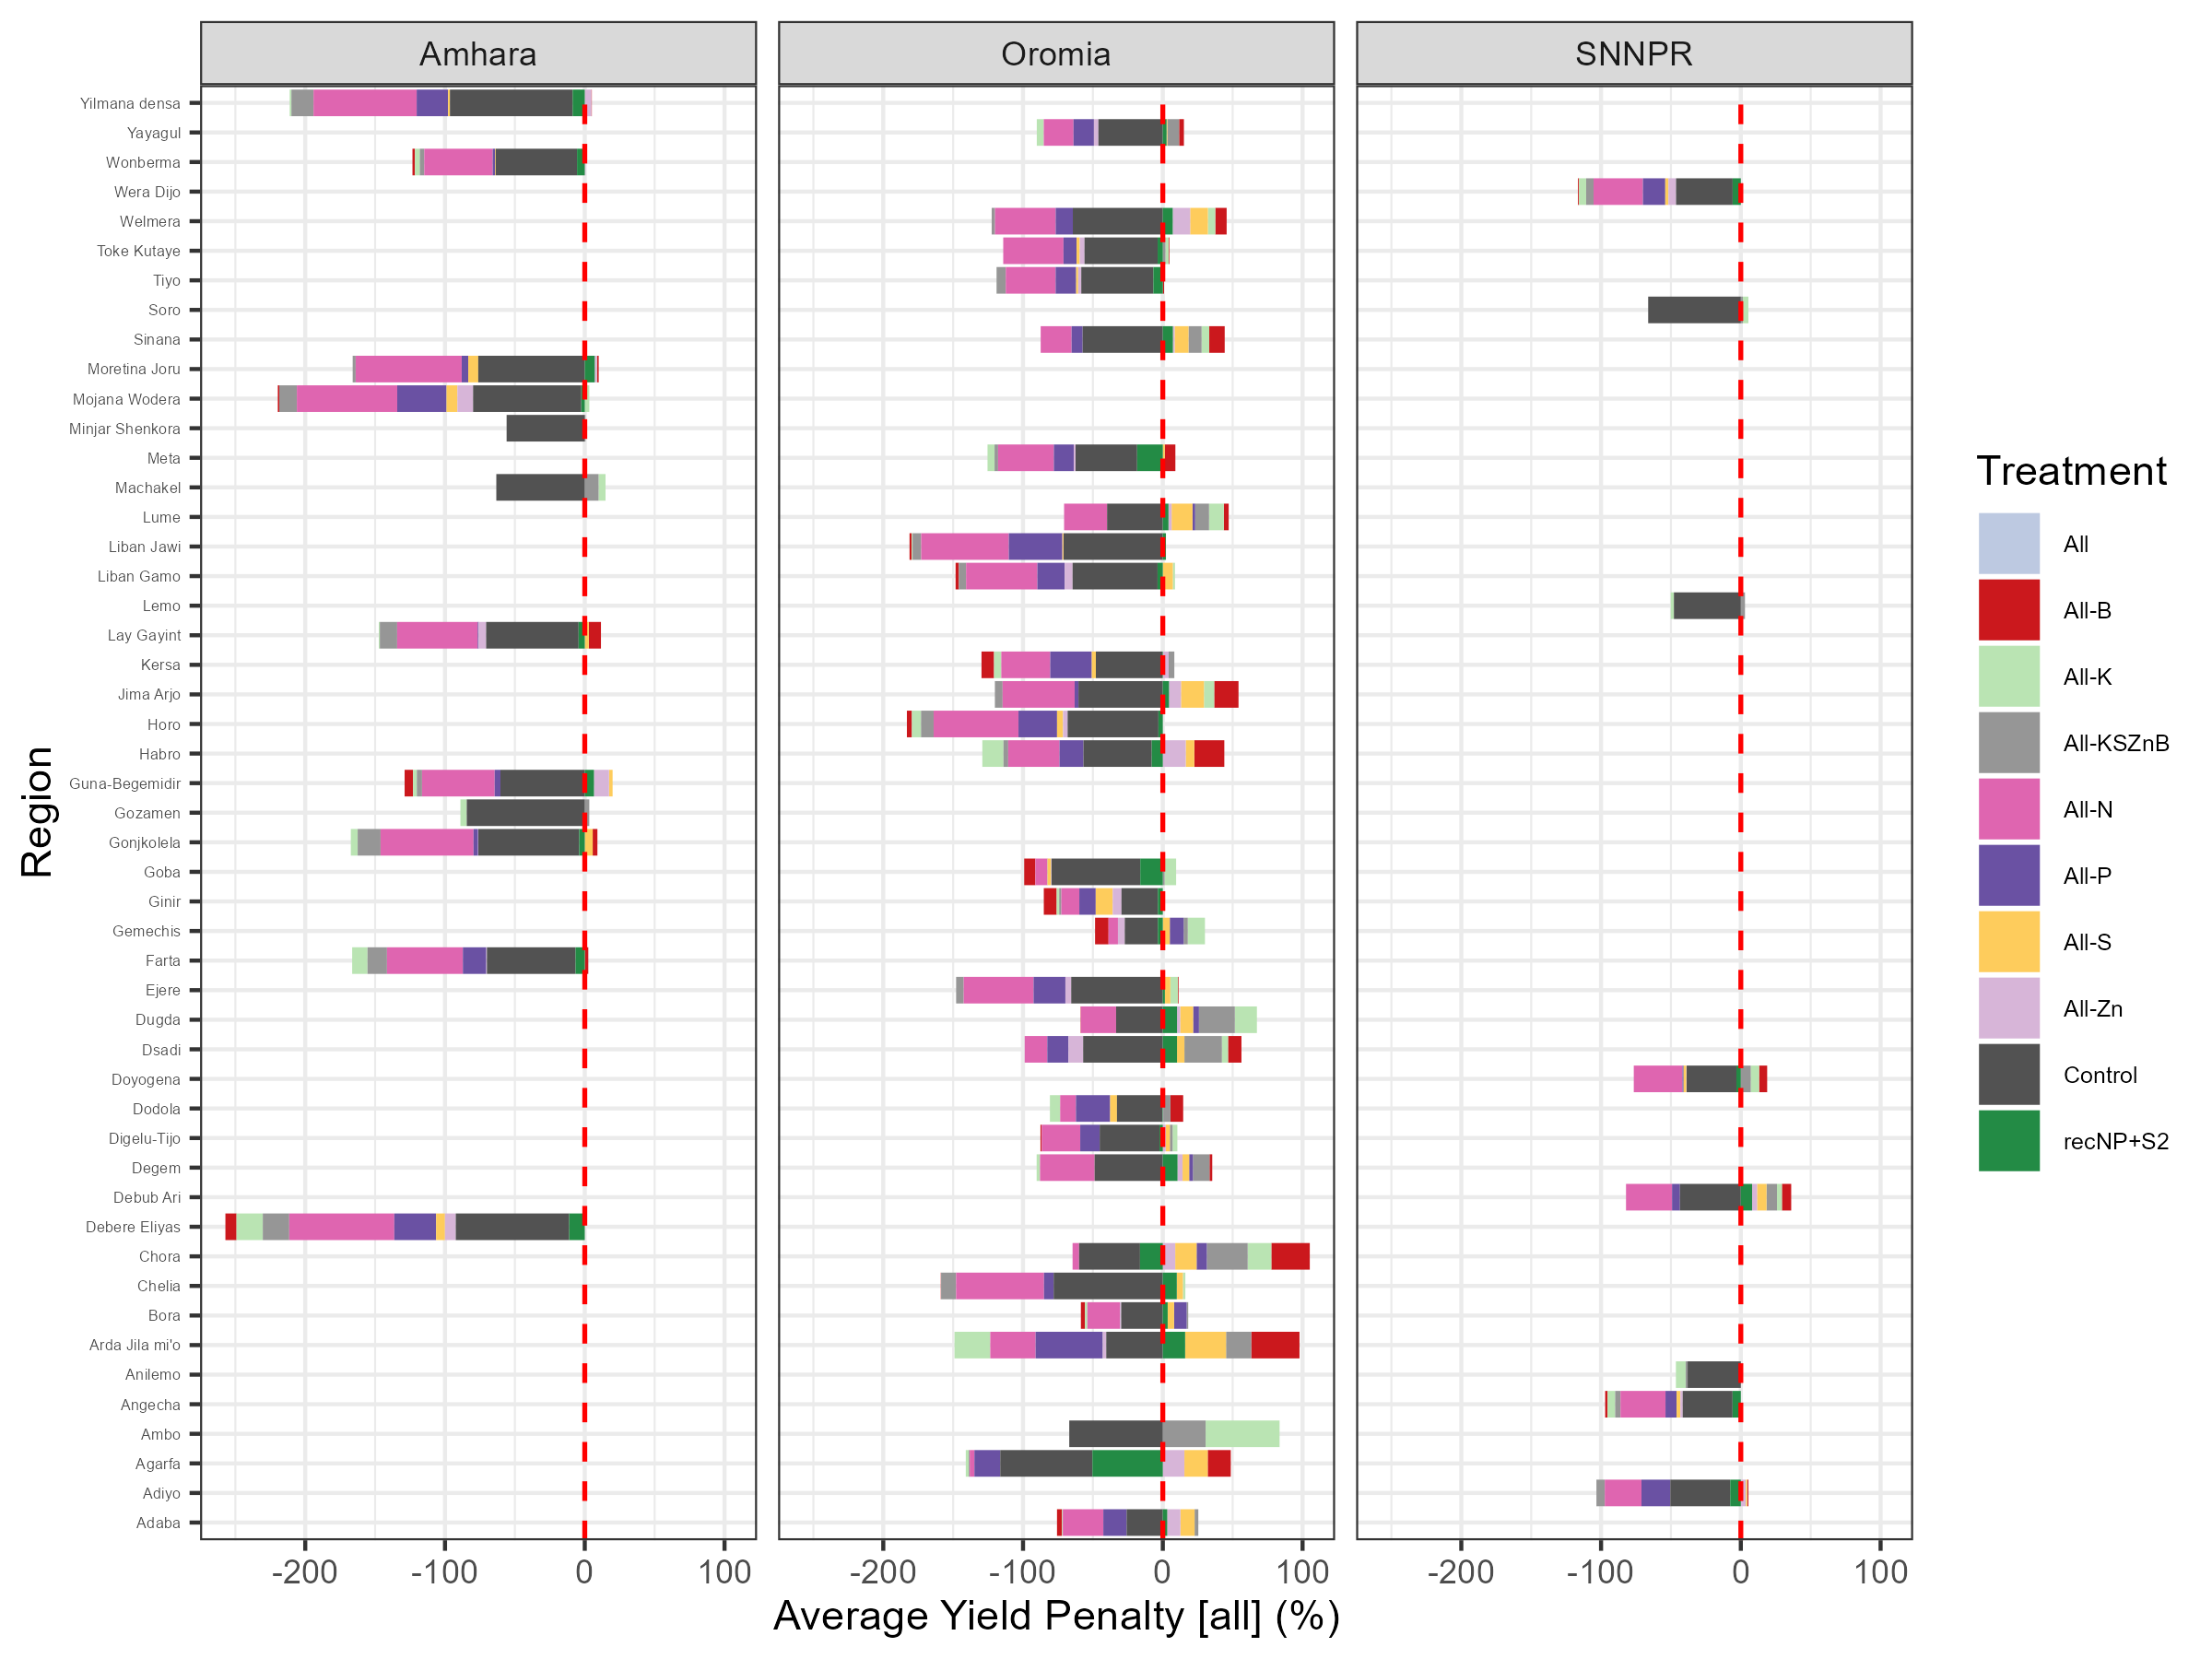 Amhara
Oromia
SNNPR
Yilmana densa
Yayagul
Wonberma
Wera Dijo
Welmera
Toke Kutaye
Tiyo
Soro
Sinana
Moretina Joru
Mojana Wodera
Minjar Shenkora
Meta
Machakel
Lume
Liban Jawi
Liban Gamo
Lemo
Lay Gayint
Kersa
Jima Arjo
Horo
Habro
Guna-Begemidir
Gozamen
Gonjkolela
Goba
Ginir
Gemechis
Farta
Ejere
Dugda
Dsadi
Doyogena
Dodola
Digelu-Tijo
Degem
Debub Ari
Debere Eliyas
Chora
Chelia
Bora
Arda Jila mi'o
Anilemo
Angecha
Ambo
Agarfa
Adiyo
Adaba
Region
-200 -100 0 100
-200 -100 0 100
-200 -100 0 100
Average Yield Penalty [all] (%)
Treatment
All
All-B
All-K
All-KSZnB
All-N
All-P
All-S
All-Zn
Control
recNP+S2